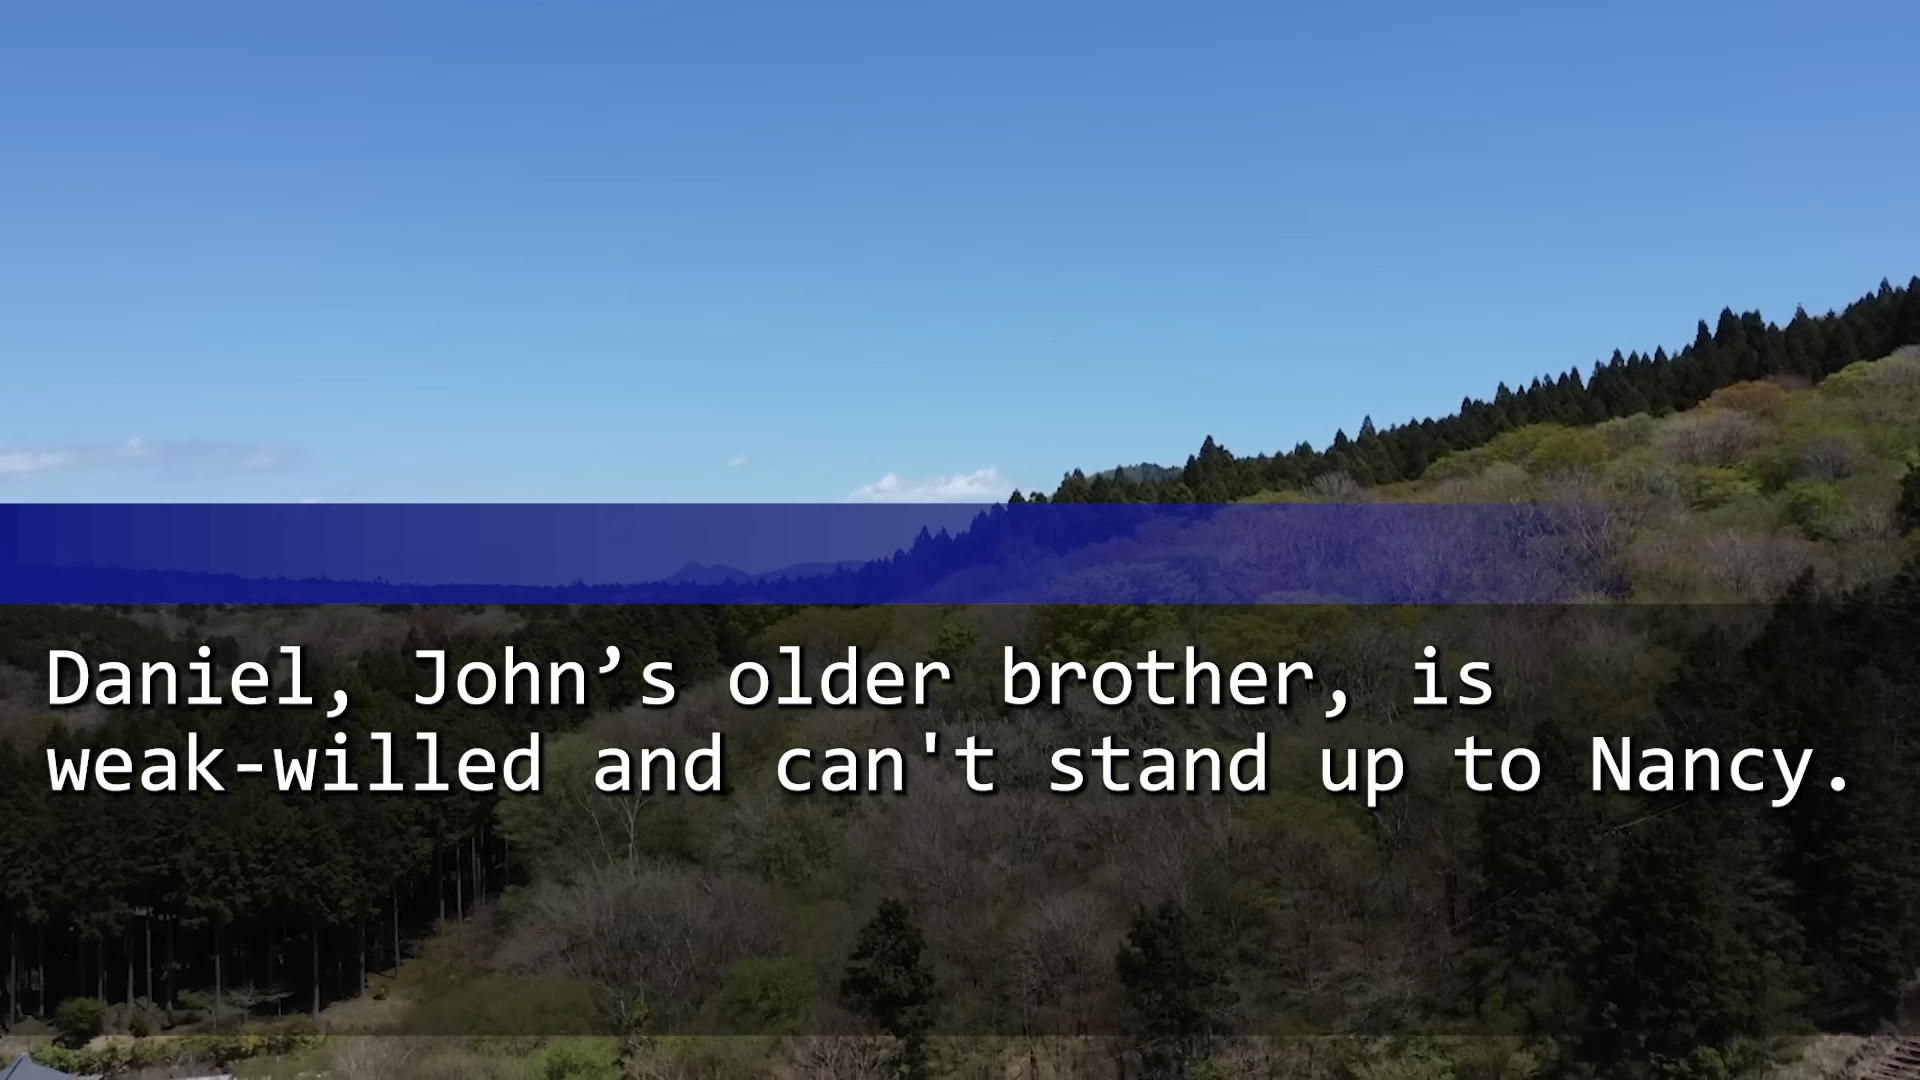 Daniel, John’s older brother, is
weak-willed and can't stand up to Nancy.